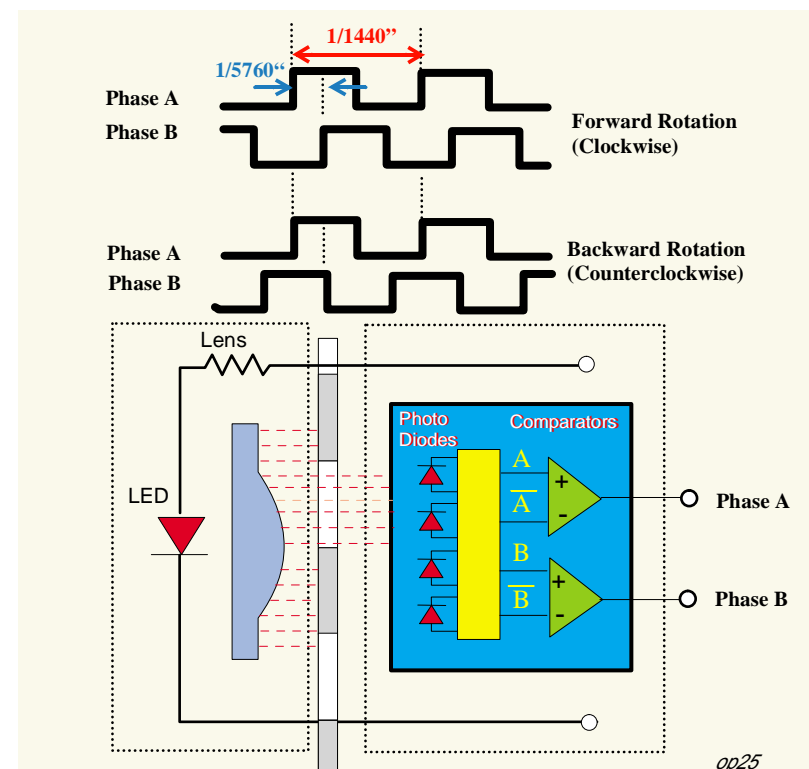 1/1440”
1/5760“
Phase A
Phase B
Forward Rotation
(Clockwise)
Phase A
Phase B
Backward Rotation
(Counterclockwise)
Lens
LED
Photo
Diodes
Comparators
A
+
A̅
-
Phase A
B
+
B̅
-
Phase B
op25